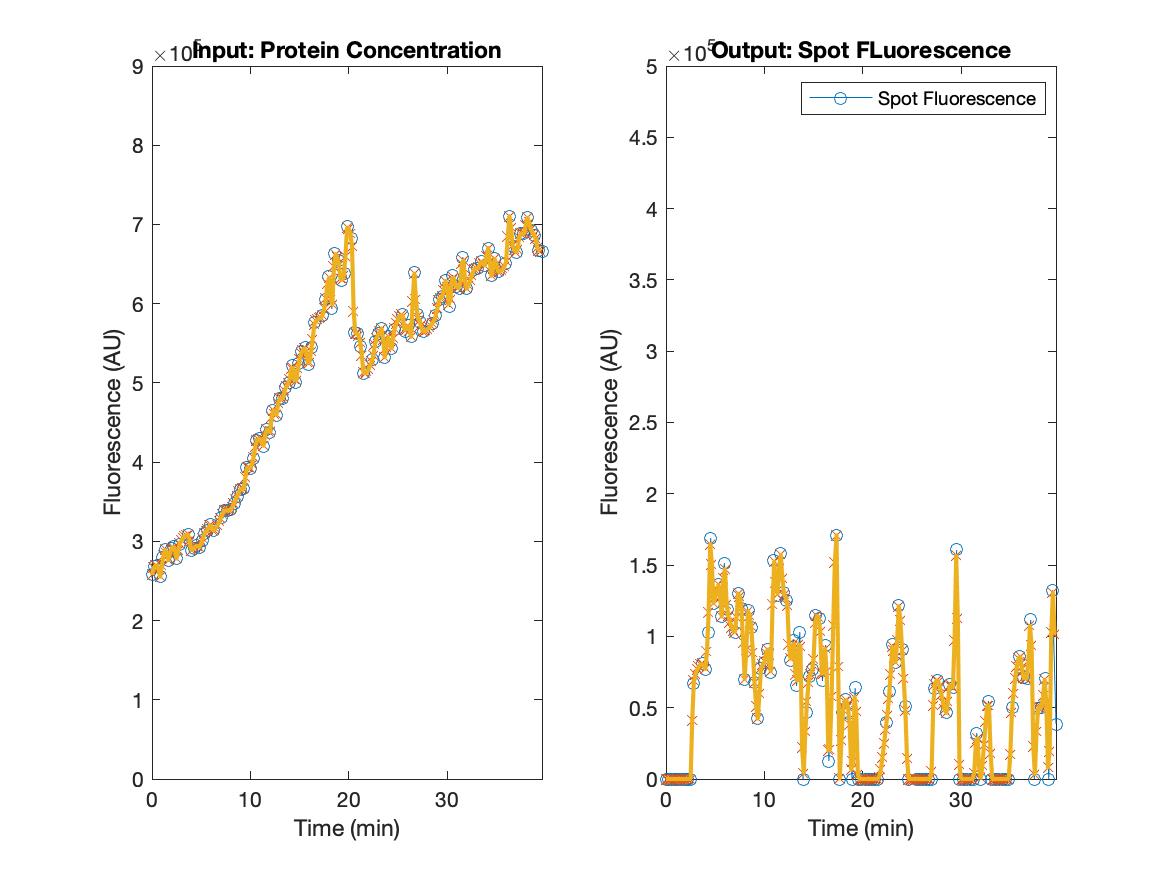 ×10⁵
Input: Protein Concentration
9
8
7
6
5
4
3
2
1
0
0 10 20 30
Time (min)
Fluorescence (AU)
×10⁵
Output: Spot FLuorescence
Spot Fluorescence
5
4.5
4
3.5
3
2.5
2
1.5
1
0.5
0
0 10 20 30
Time (min)
Fluorescence (AU)